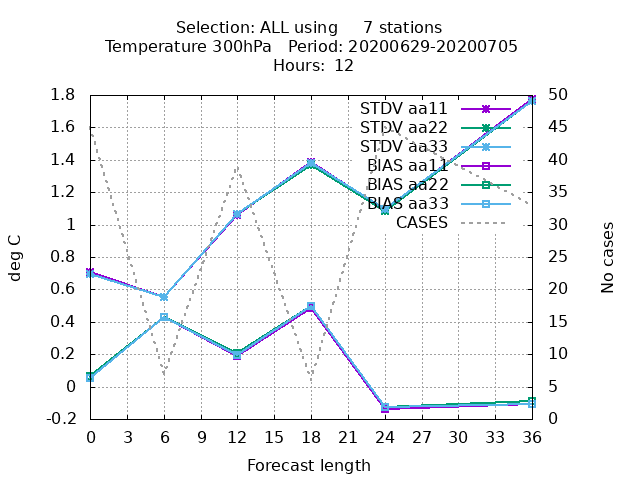 Selection: ALL using     7 stations
Temperature 300hPa   Period: 20200629-20200705
Hours: 12
1.8
1.6
1.4
1.2
1
0.8
0.6
0.4
0.2
0
-0.2
deg C
STDV aa11
STDV aa22
STDV aa33
BIAS aa11
BIAS aa22
BIAS aa33
CASES
50
45
40
35
30
25
20
15
10
5
0
No cases
0 3 6 9 12 15 18 21 24 27 30 33 36
Forecast length